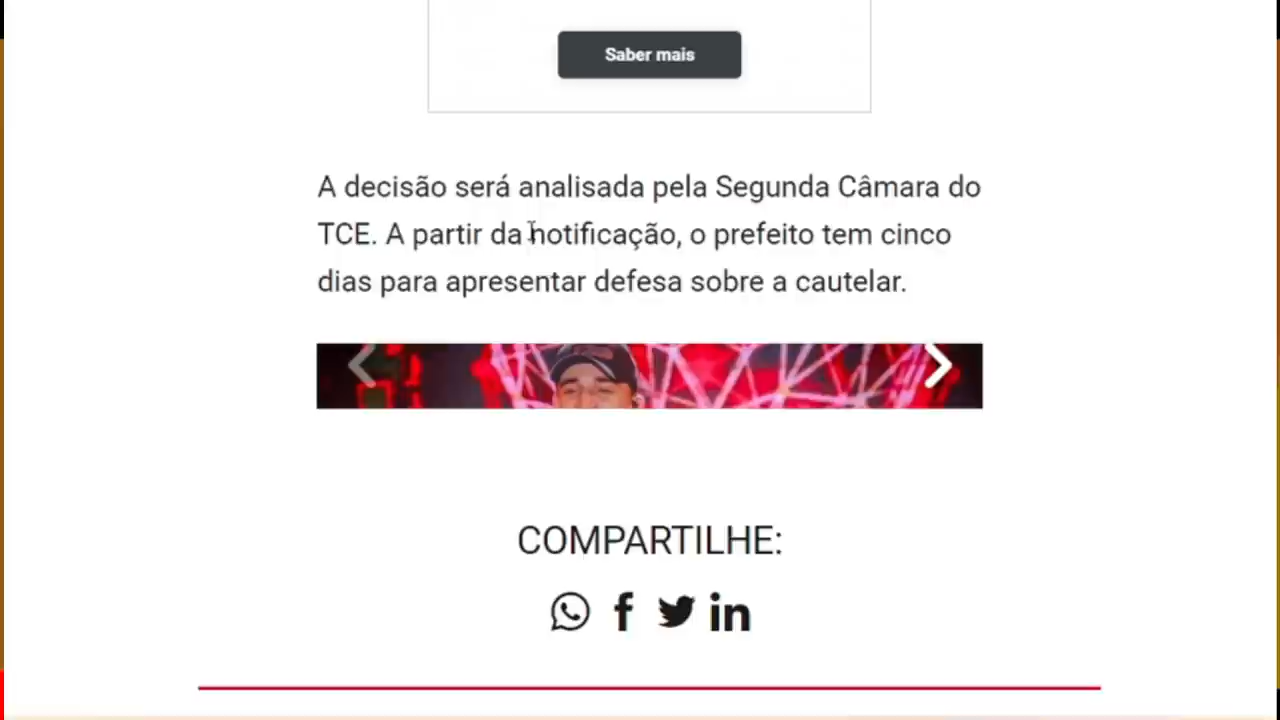 Saber mais
A decisão será analisada pela Segunda Câmara do
TCE. A partir da notificação, o prefeito tem cinco
dias para apresentar defesa sobre a cautelar.
COMPARTILHE: